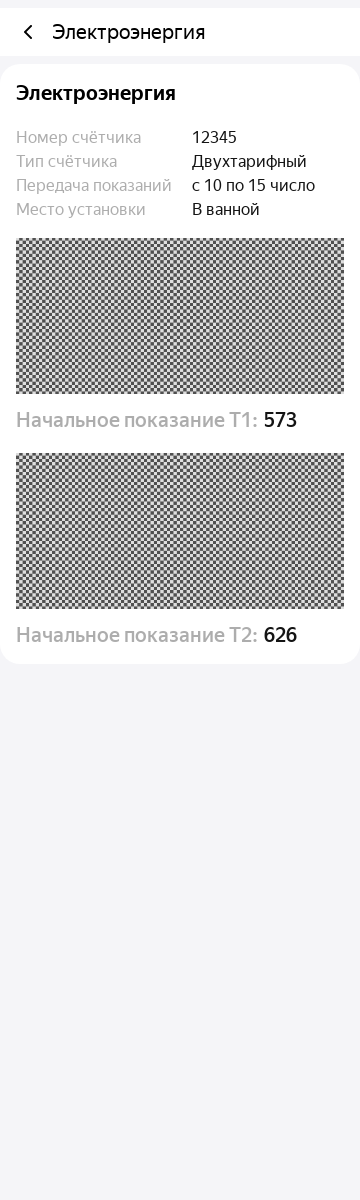 Электроэнергия
Электроэнергия
Номер счётчика 12345
Тип счётчика Двухтарифный
Передача показаний с 10 по 15 число
Место установки В ванной
Начальное показание T1: 573
Начальное показание T2: 626